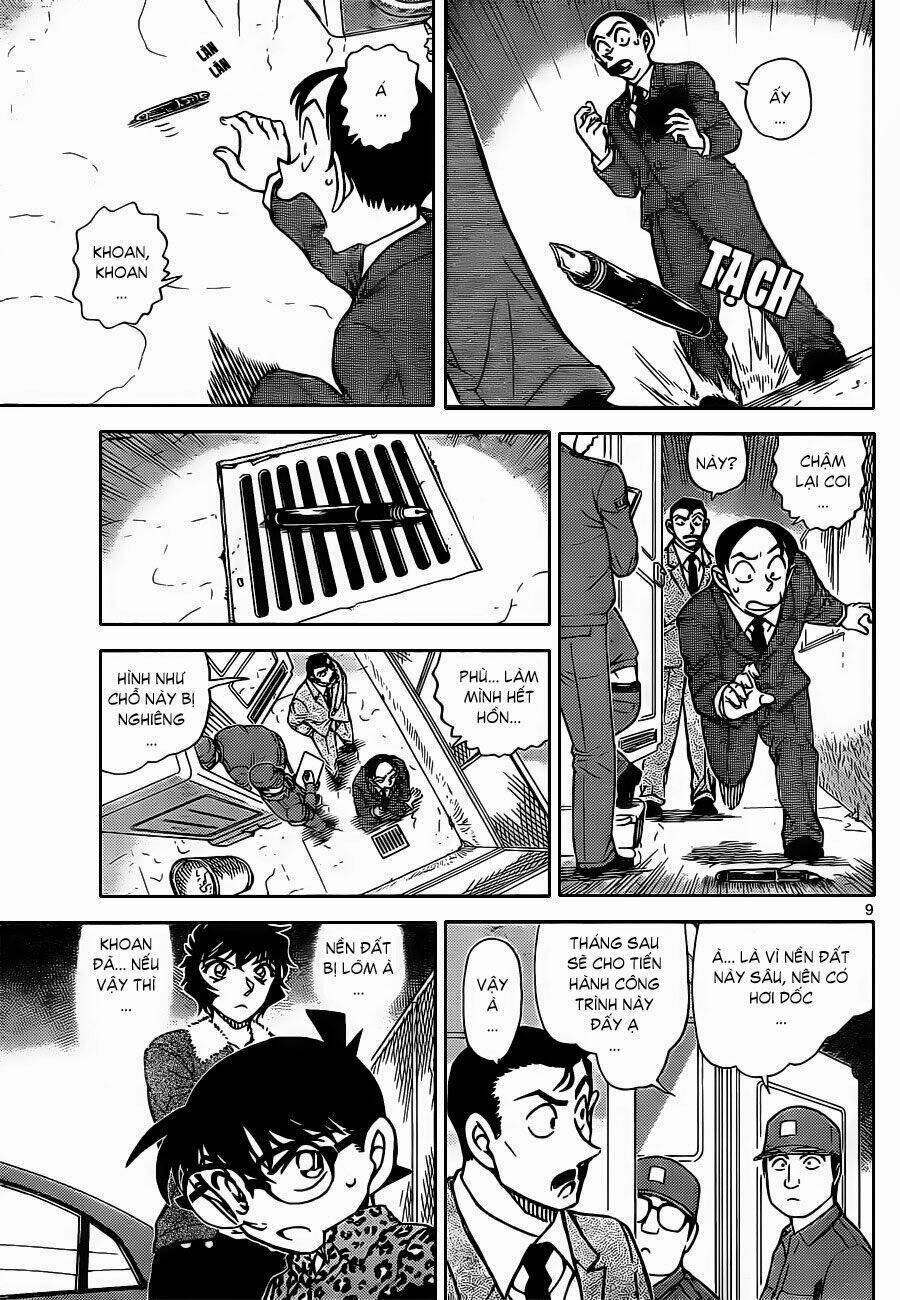 ẤY
...
TẠCH
LĂN
LĂN
Á
...
KHOAN,
KHOAN
...
CHẬM
LẠI COI
...
NÀY?
PHÙ... LÀM
MÌNH HẾT
HỒN...
HÌNH NHƯ
CHỖ NÀY BỊ
NGHIÊNG
...
9
À... LÀ VÌ NỀN ĐẤT
NÀY SÂU, NÊN CÓ
HƠI DỐC
...
THÁNG SAU
SẼ CHO TIẾN
HÀNH CÔNG
TRÌNH NÀY
ĐẤY Ạ
...
VẬY
À
...
NỀN ĐẤT
BỊ LÕM À
...
KHOAN
ĐÃ... NẾU
VẬY THÌ
...